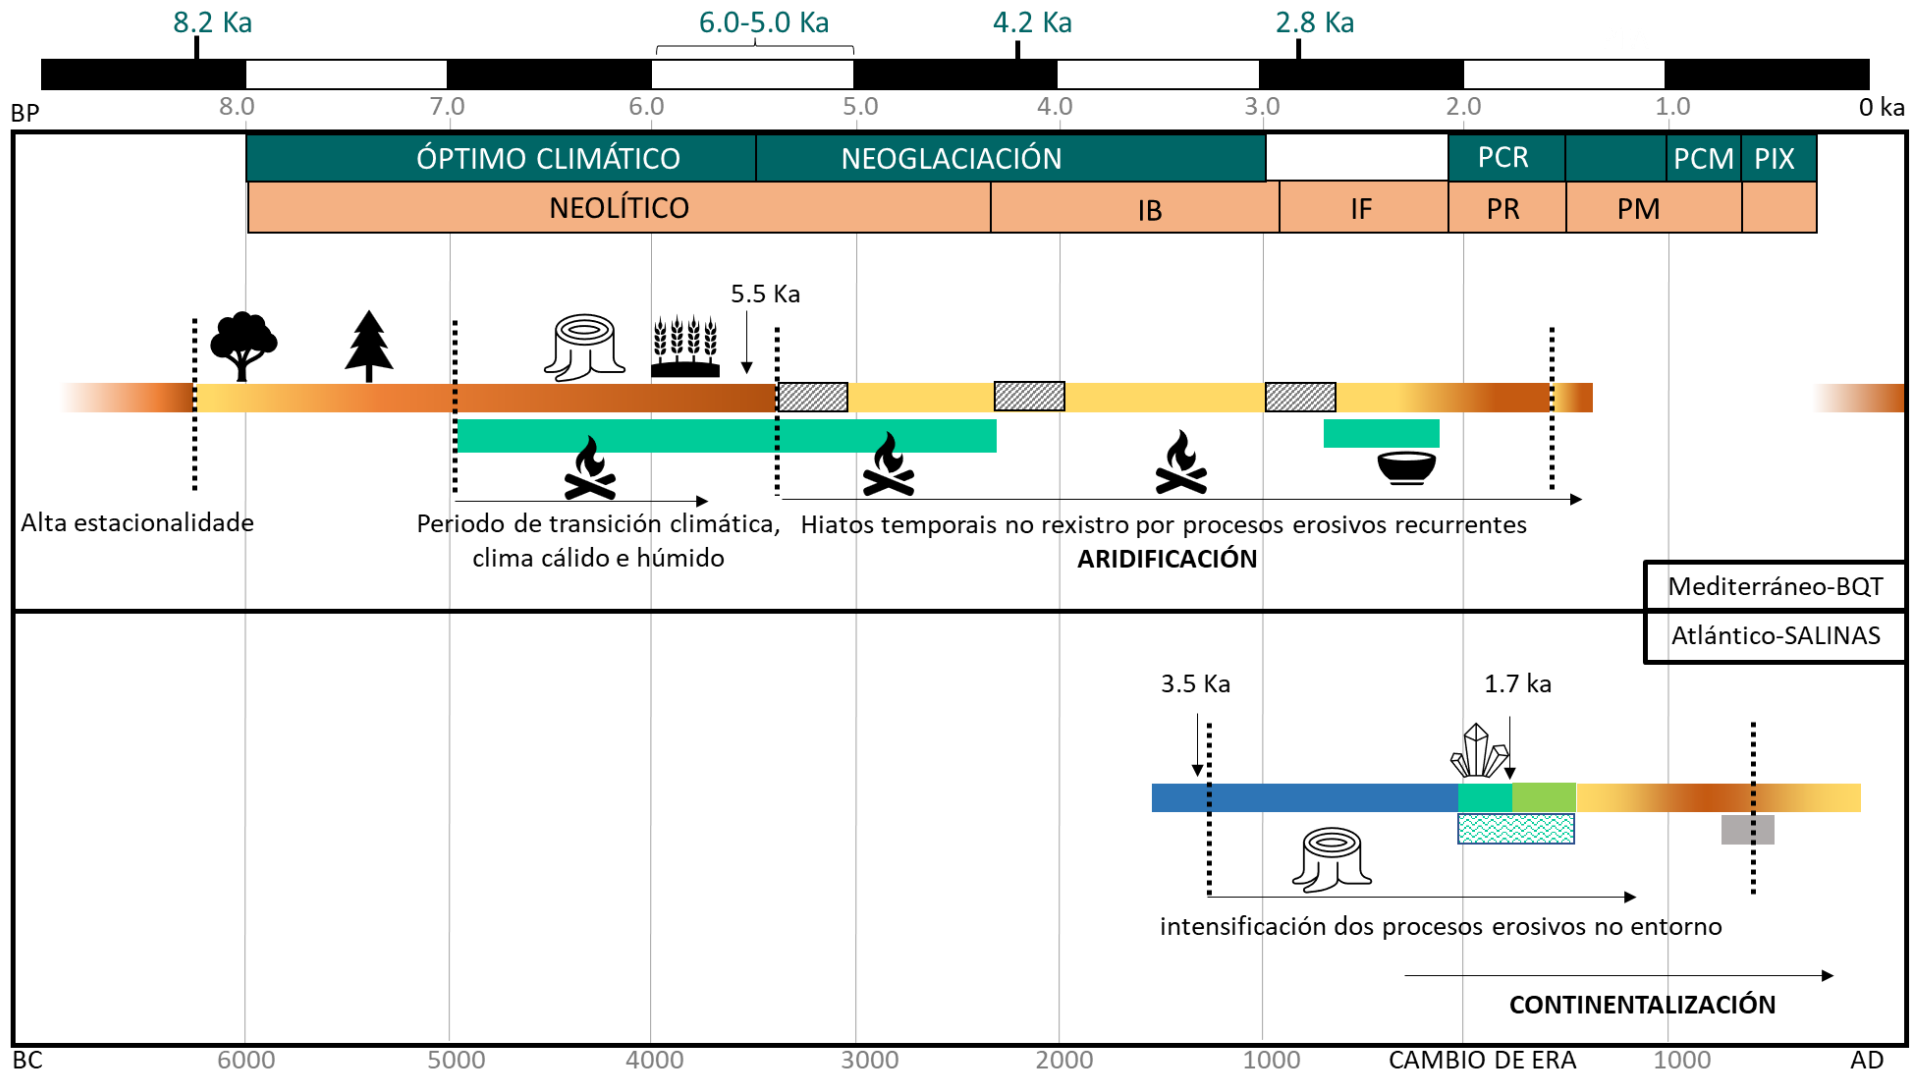 8.2 Ka 6.0-5.0 Ka 4.2 Ka 2.8 Ka
BP 8.0 7.0 6.0 5.0 4.0 3.0 2.0 1.0 0 ka
ÓPTIMO CLIMÁTICO NEOGLACIACIÓN PCR PCM PIX
NEOLÍTICO IB IF PR PM
5.5 Ka
Alta estacionalidade
Periodo de transición climática,
clima cálido e húmido
Hiatos temporais no rexistro por procesos erosivos recurrentes
ARIDIFICACIÓN
Mediterráneo-BQT
Atlántico-SALINAS
3.5 Ka 1.7 ka
intensificación dos procesos erosivos no entorno
CONTINENTALIZACIÓN
BC 6000 5000 4000 3000 2000 1000 CAMBIO DE ERA 1000 AD